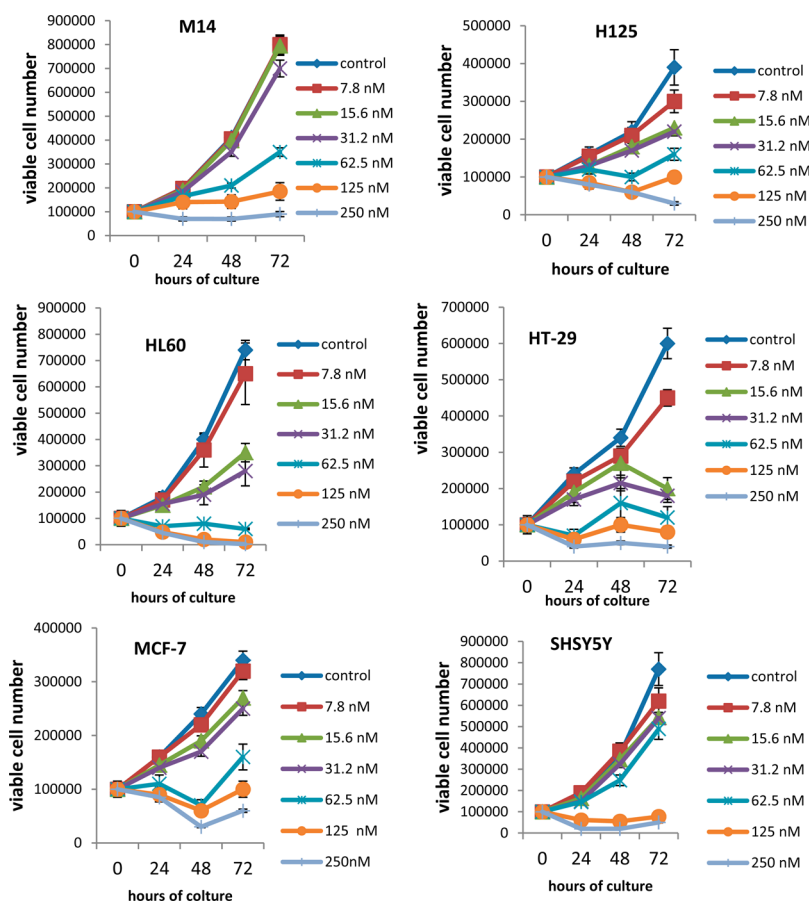 M14
viable cell number
900000
800000
700000
600000
500000
400000
300000
200000
100000
0
0 24 48 72
hours of culture
control
7.8 nM
15.6 nM
31.2 nM
62.5 nM
125 nM
250 nM
H125
viable cell number
500000
400000
300000
200000
100000
0
0 24 48 72
hours of culture
control
7.8 nM
15.6 nM
31.2 nM
62.5 nM
125 nM
250 nM
HL60
viable cell number
900000
800000
700000
600000
500000
400000
300000
200000
100000
0
0 24 48 72
hours of culture
control
7.8 nM
15.6 nM
31.2 nM
62.5 nM
125 nM
250 nM
HT-29
viable cell number
700000
600000
500000
400000
300000
200000
100000
0
0 24 48 72
hours of colture
control
7.8 nM
15.6 nM
31.2 nM
62.5 nM
125 nM
250 nM
MCF-7
viable cell number
400000
300000
200000
100000
0
0 24 48 72
hours of colture
control
7.8 nM
15.6 nM
31.2 nM
62.5 nM
125 nM
250nM
SHSY5Y
viable cell number
900000
800000
700000
600000
500000
400000
300000
200000
100000
0
0 24 48 72
hours of culture
control
7.8 nM
15.6 nM
31.2 nM
62.5 nM
125 nM
250 nM